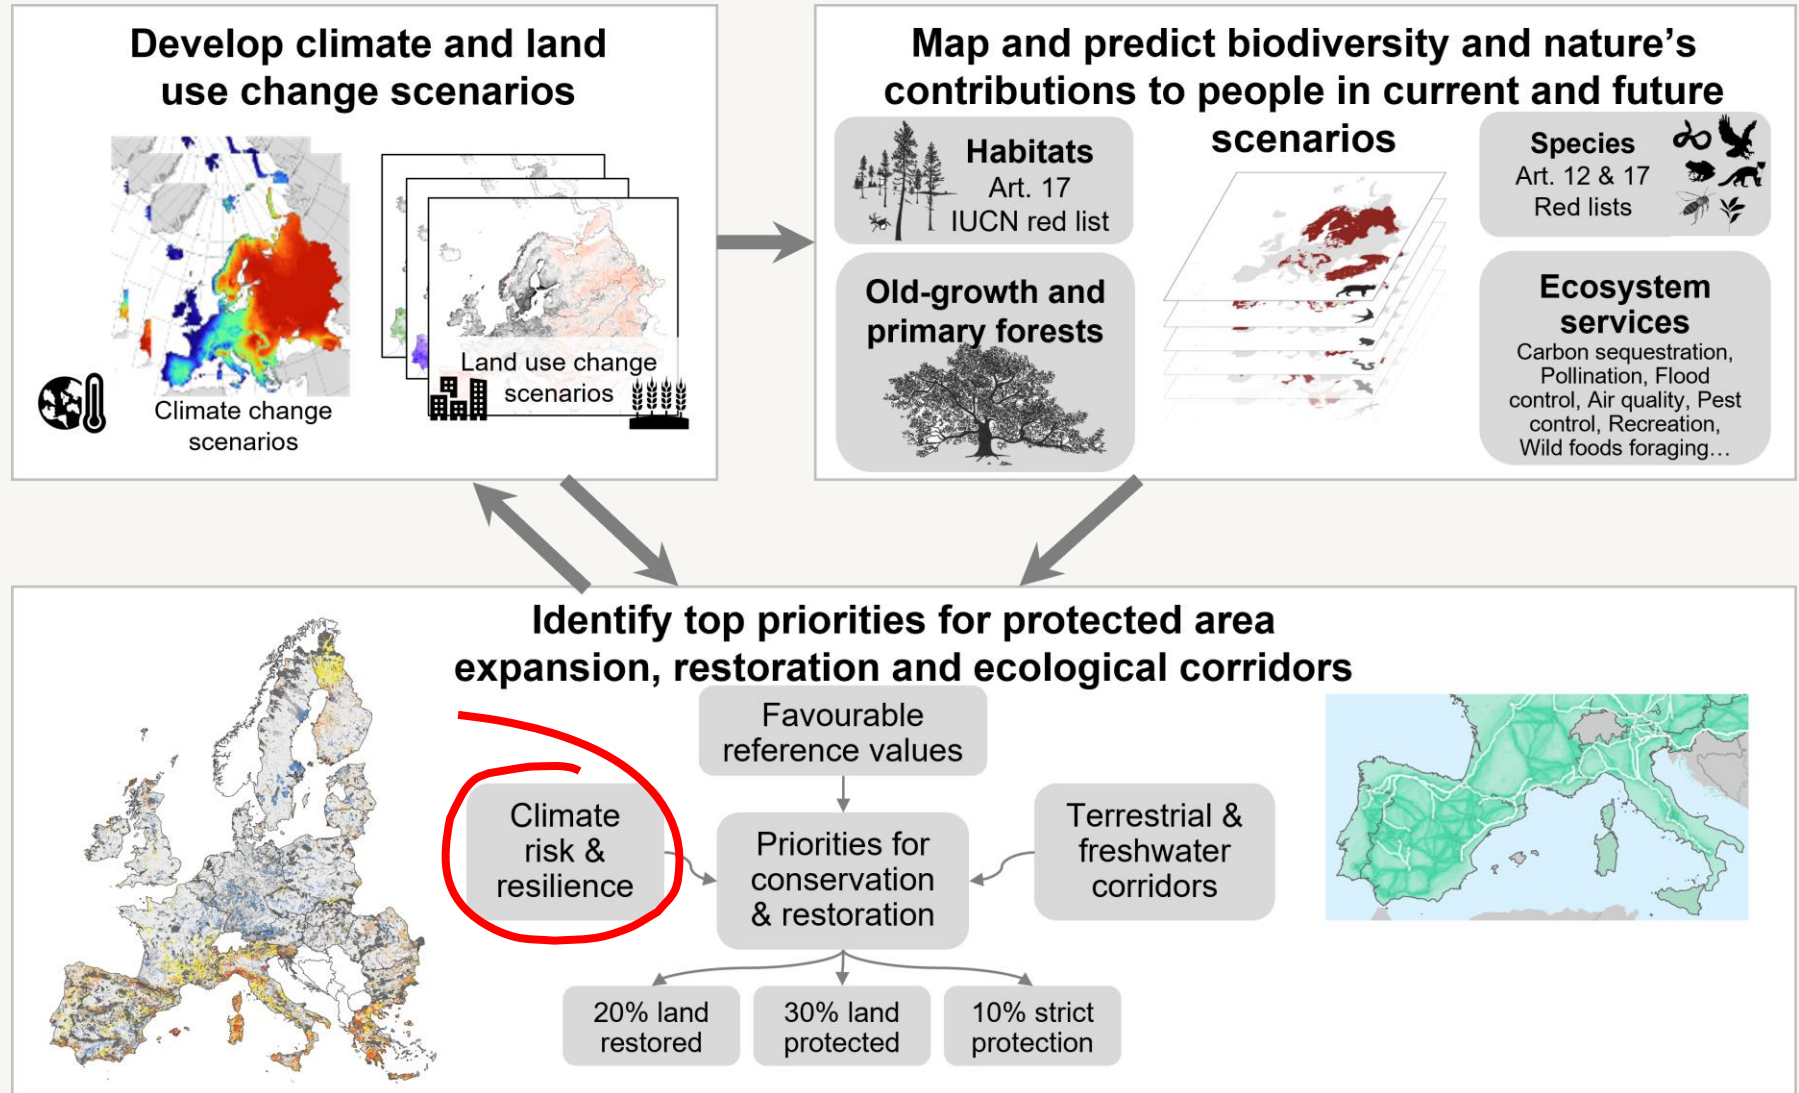 Develop climate and land
use change scenarios
Climate change
scenarios
Land use change
scenarios
Map and predict biodiversity and nature’s
contributions to people in current and future
scenarios
Habitats
Art. 17
IUCN red list
Old-growth and
primary forests
Species
Art. 12 & 17
Red lists
Ecosystem
services
Carbon sequestration,
Pollination, Flood
control, Air quality, Pest
control, Recreation,
Wild foods foraging…
Identify top priorities for protected area
expansion, restoration and ecological corridors
Favourable
reference values
Climate
risk &
resilience
Priorities for
conservation
& restoration
Terrestrial &
freshwater
corridors
20% land
restored
30% land
protected
10% strict
protection